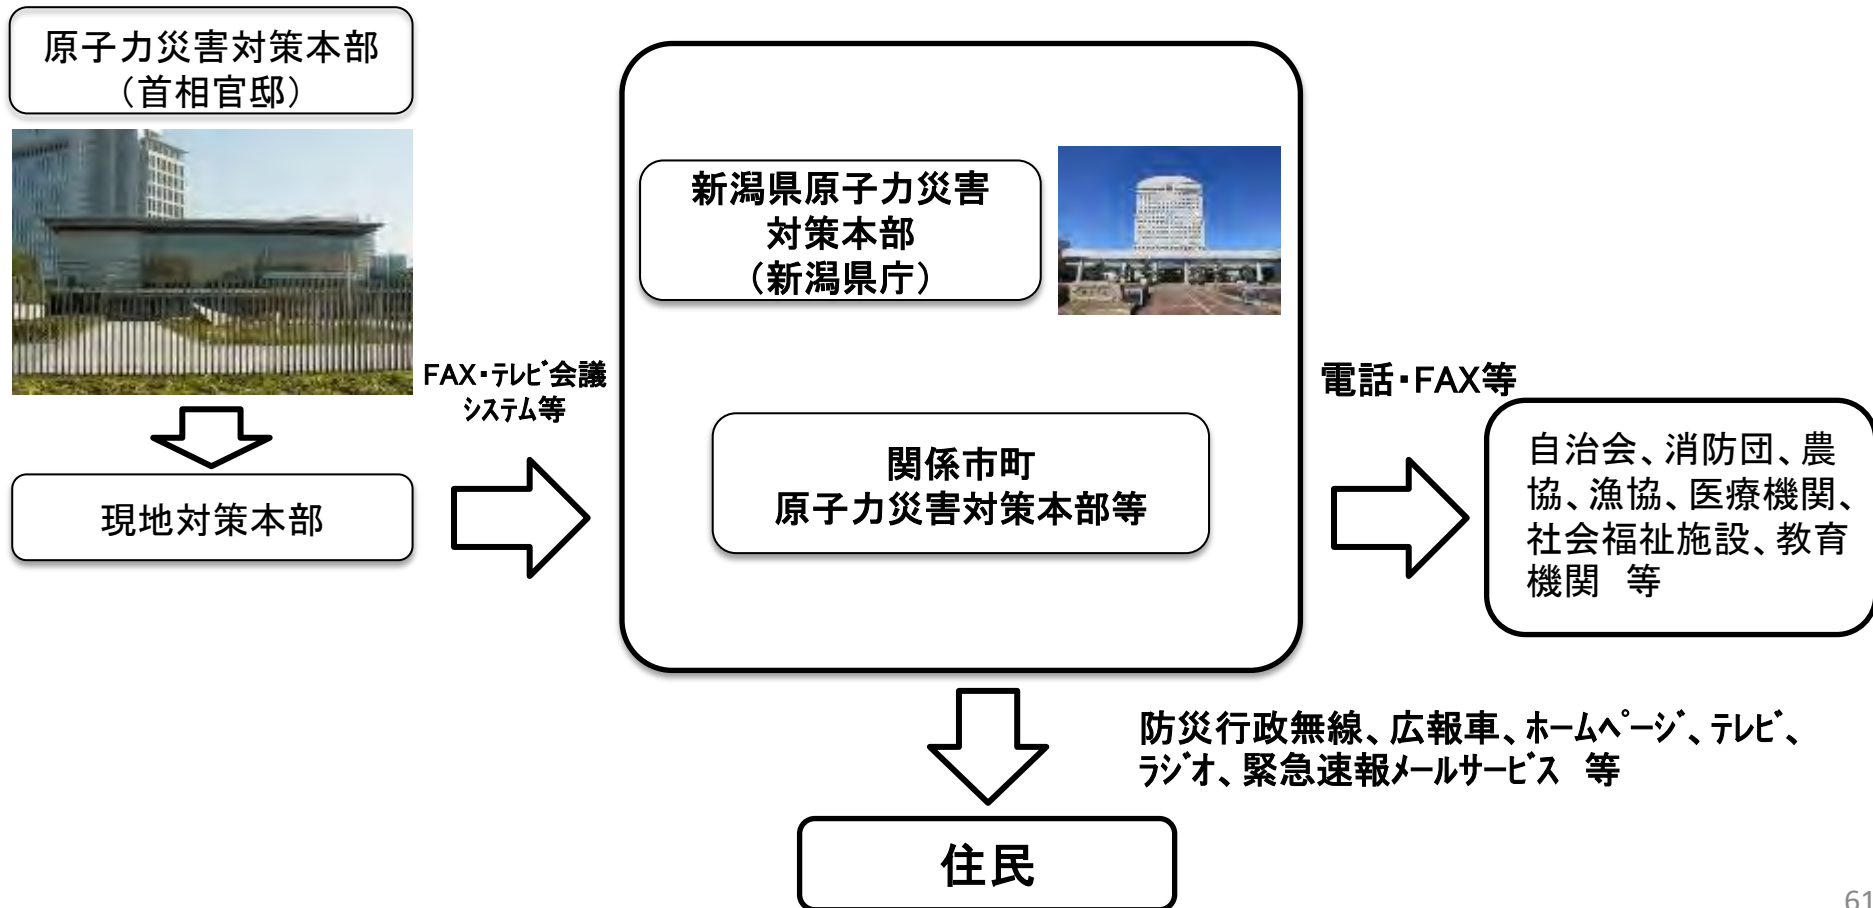 原子力災害対策本部
（首相官邸）
FAX・ﾃﾚﾋﾞ会議
ｼｽﾃﾑ等
現地対策本部
新潟県原子力災害
対策本部
（新潟県庁）
関係市町
原子力災害対策本部等
電話・FAX等
自治会、消防団、農
協、漁協、医療機関、
社会福祉施設、教育
機関　等
防災行政無線、広報車、ﾎｰﾑﾍﾟｰｼﾞ、ﾃﾚﾋﾞ、
ﾗｼﾞｵ、緊急速報ﾒｰﾙｻｰﾋﾞｽ　等
住民
61